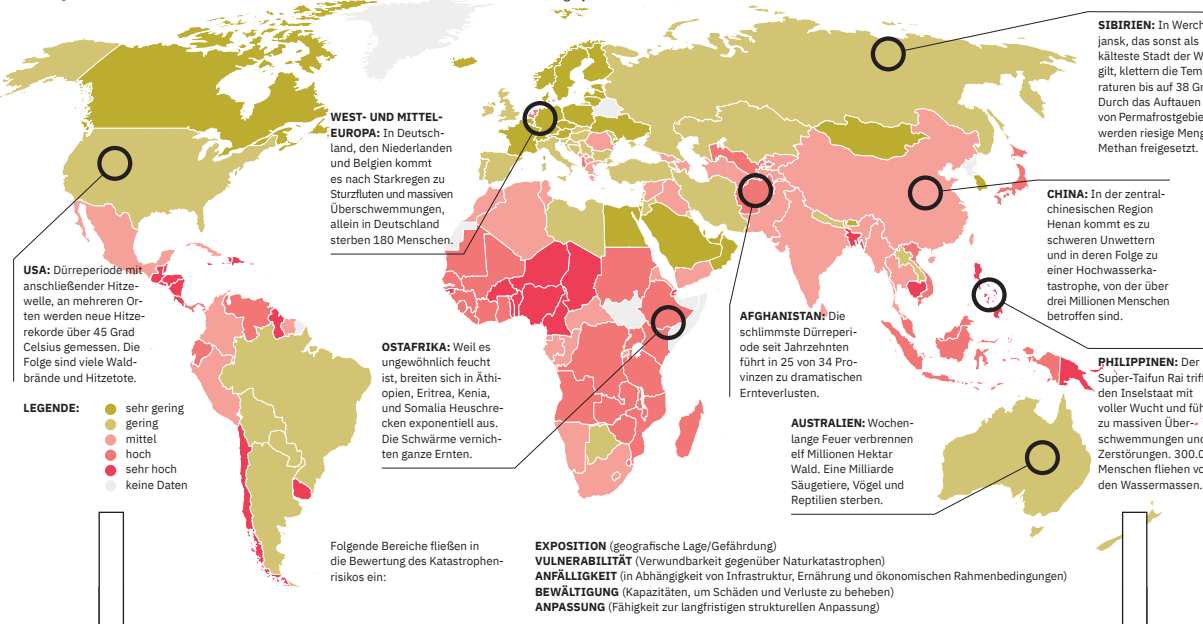 SIBIRIEN: In Werch
jansk, das sonst als
kälteste Stadt der W
gilt, klettern die Tem
raturen bis auf 38 Gr
Durch das Auftauen
von Permafrostgebie
werden riesige Meng
Methan freigesetzt.
WEST- UND MITTEL-
EUROPA: In Deutsch-
land, den Niederlanden
und Belgien kommt
es nach Starkregen zu
Sturzfluten und massiven
Überschwemmungen,
allein in Deutschland
sterben 180 Menschen.
CHINA: In der zentral-
chinesischen Region
Henan kommt es zu
schweren Unwettern
und in deren Folge zu
einer Hochwasserka-
tastrophe, von der über
drei Millionen Menschen
betroffen sind.
USA: Dürreperiode mit
anschließender Hitze-
welle, an mehreren Or-
ten werden neue Hitze-
rekorde über 45 Grad
Celsius gemessen. Die
Folge sind viele Wald-
brände und Hitzetote.
OSTAFRIKA: Weil es
ungewöhnlich feucht
ist, breiten sich in Äthi-
opien, Eritrea, Kenia,
und Somalia Heuschre-
cken exponentiell aus.
Die Schwärme vernich-
ten ganze Ernten.
AFGHANISTAN: Die
schlimmste Dürreperi-
ode seit Jahrzehnten
führt in 25 von 34 Pro-
vinzen zu dramatischen
Ernteverlusten.
PHILIPPINEN: Der
Super-Taifun Rai triff
den Inselstaat mit
voller Wucht und füh
zu massiven Über-
schwemmungen und
Zerstörungen. 300.0
Menschen fliehen vo
den Wassermassen.
AUSTRALIEN: Wochen-
lange Feuer verbrennen
elf Millionen Hektar
Wald. Eine Milliarde
Säugetiere, Vögel und
Reptilien sterben.
LEGENDE:
sehr gering
gering
mittel
hoch
sehr hoch
keine Daten
Folgende Bereiche fließen in
die Bewertung des Katastrophen-
risikos ein:
EXPOSITION (geografische Lage/Gefährdung)
VULNERABILITÄT (Verwundbarkeit gegenüber Naturkatastrophen)
ANFÄLLIGKEIT (in Abhängigkeit von Infrastruktur, Ernährung und ökonomischen Rahmenbedingungen)
BEWÄLTIGUNG (Kapazitäten, um Schäden und Verluste zu beheben)
ANPASSUNG (Fähigkeit zur langfristigen strukturellen Anpassung)